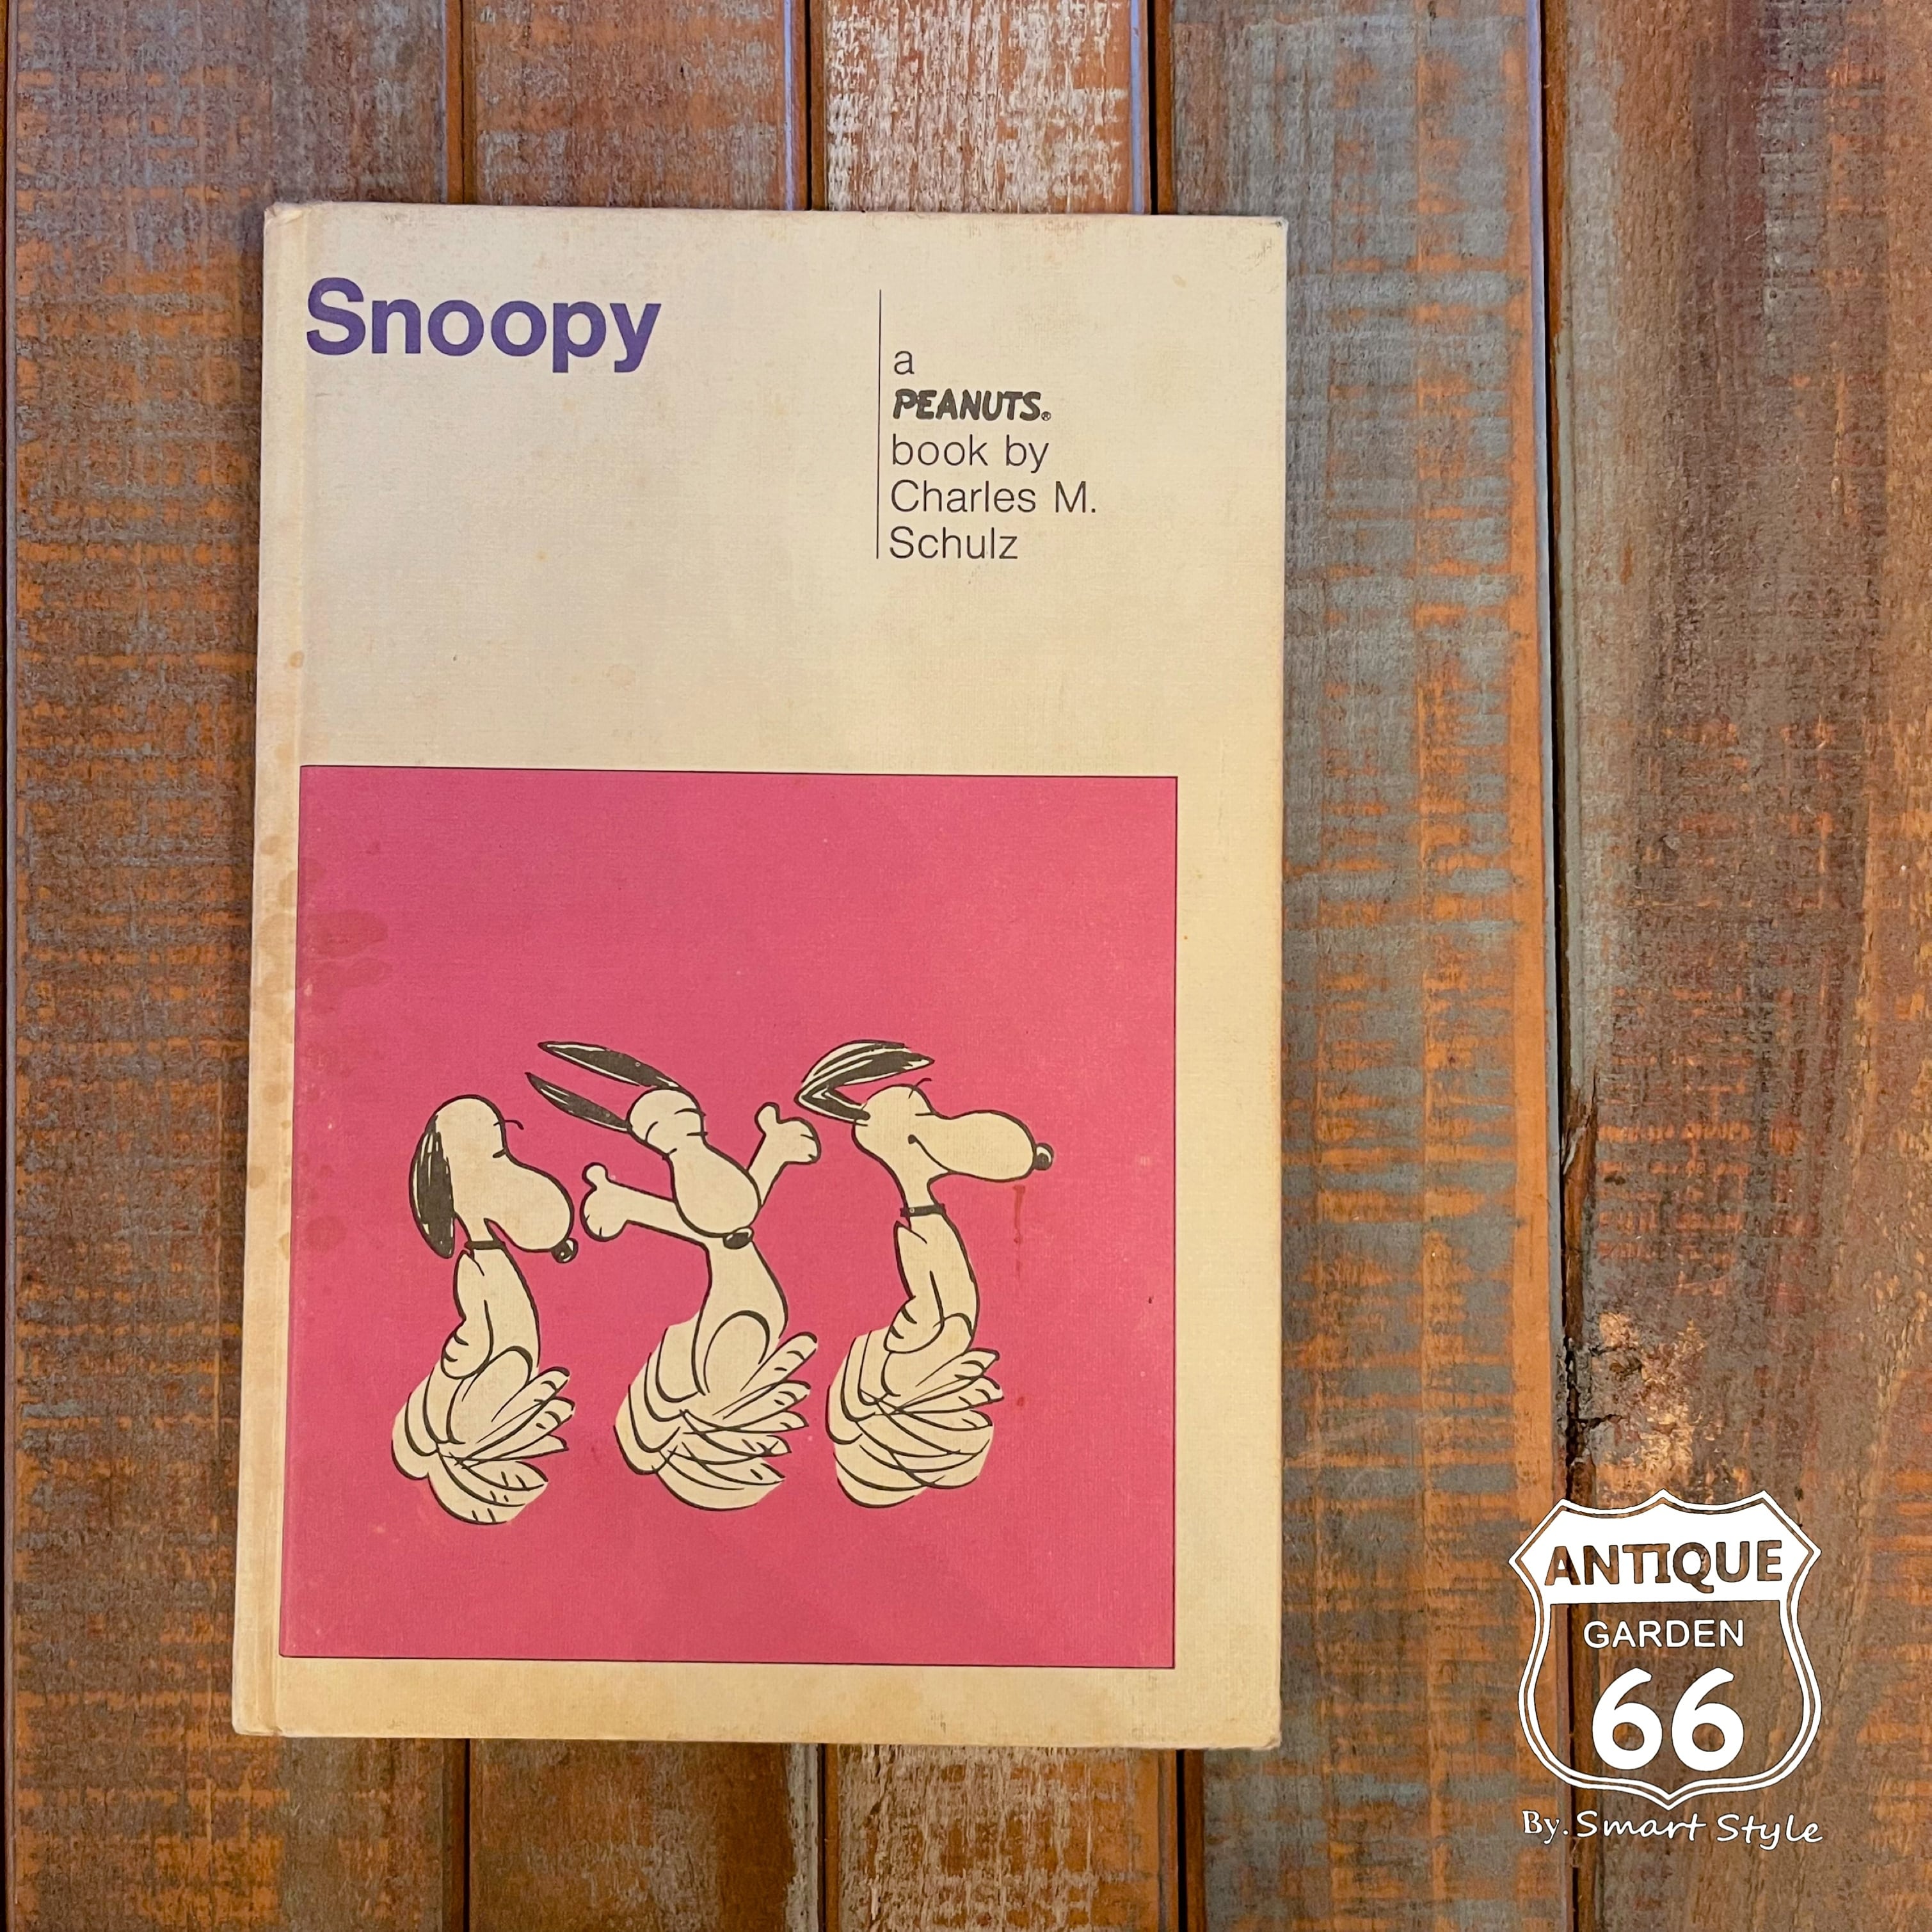 Snoopy
a
PEANUTS®
book by
Charles M.
Schulz
ANTIQUE
GARDEN
66
By. Smart Style